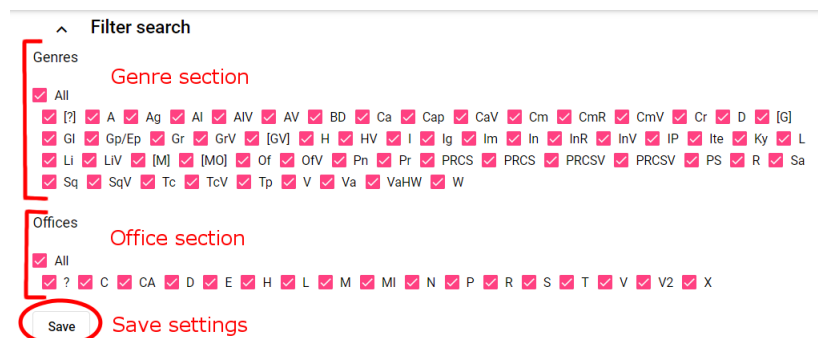 Filter search
Genres
Genre section
All
[?] A Ag Al AlV AV BD Ca Cap CaV Cm CmR CmV Cr D [G]
Gl Gp/Ep Gr GrV [GV] H HV I Ig Im In InR InV IP Ite Ky L
Li LiV [M] [MO] Of OfV Pn Pr PRCS PRCS PRCSV PRCSV PS R Sa
Sq SqV Tc TcV Tp V Va VaHW W
Offices
Office section
All
? C CA D E H L M MI N P R S T V V2 X
Save Save settings